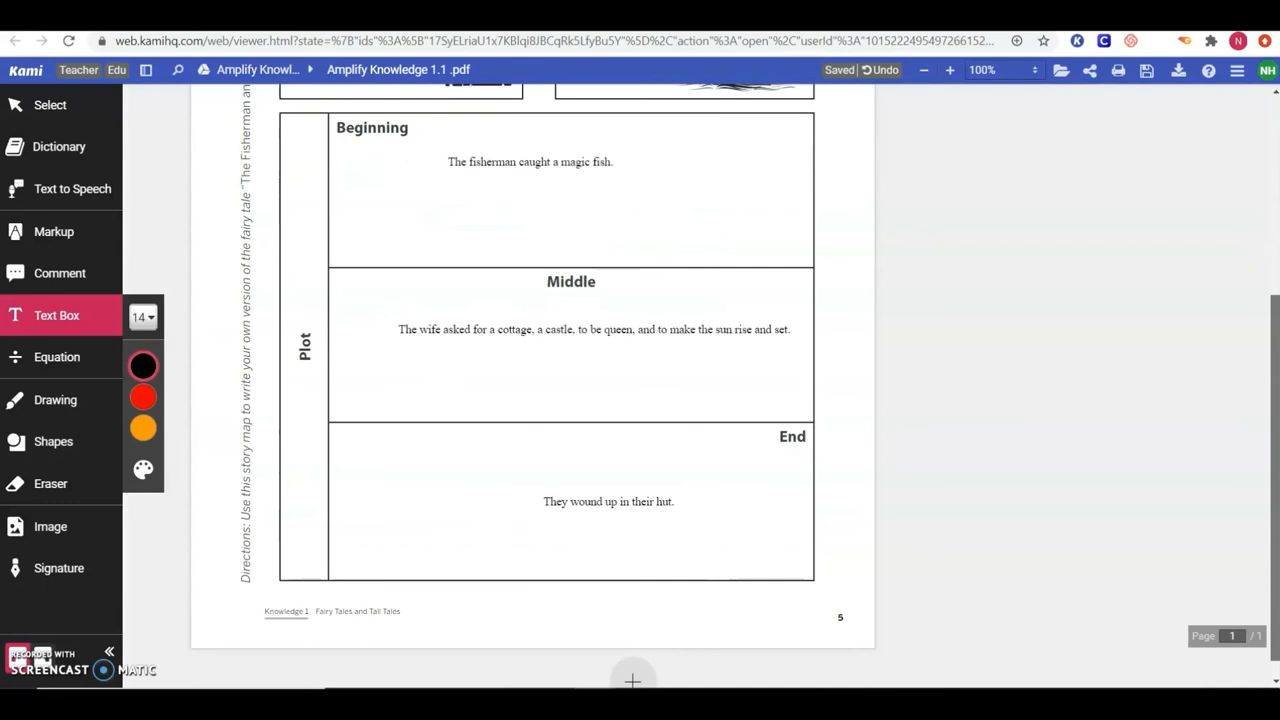 web.kamihq.com/web/viewer.html?state=%7B"ids"%3A%5B"17SyELriaU1x7KBlqi8JBCqRk5LfyBu5Y"%5D%2C"action"%3A"open"%2C"userId"%3A"1015222495497266152...
N
Kami Teacher Edu Amplify Knowl... Amplify Knowledge 1.1 .pdf Saved Undo 100% NH
Select
Dictionary
Text to Speech
Markup
Comment
Text Box
14
Equation
Drawing
Shapes
Eraser
Image
Signature
RECORDED WITH
SCREENCAST MATIC
Directions: Use this story map to write your own version of the fairy tale "The Fisherman an
Plot
Beginning
The fisherman caught a magic fish.
Middle
The wife asked for a cottage, a castle, to be queen, and to make the sun rise and set.
End
They wound up in their hut.
Knowledge 1 Fairy Tales and Tall Tales
5
Page 1 / 1